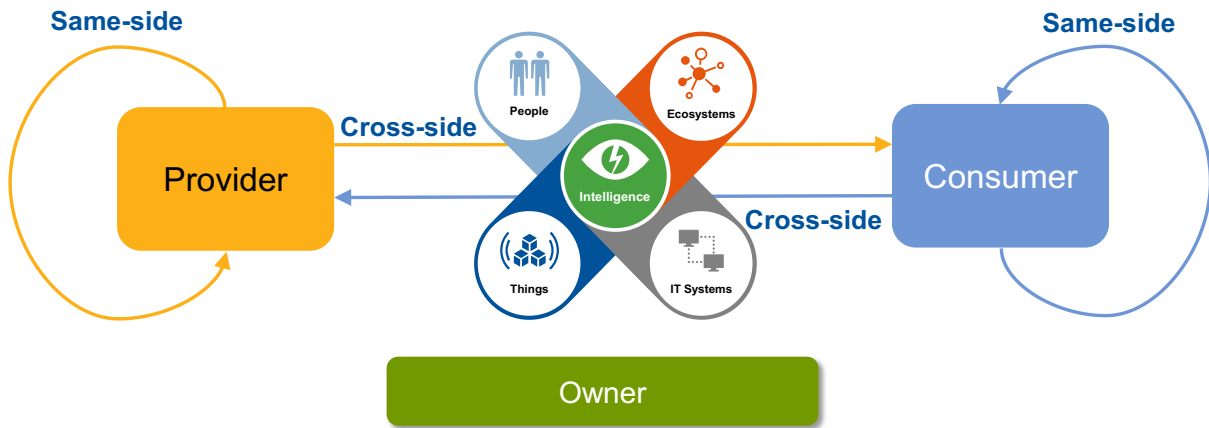 Same-side
Same-side
People
Ecosystems
Cross-side
Provider
Consumer
Intelligence
Cross-side
Things
IT Systems
Owner